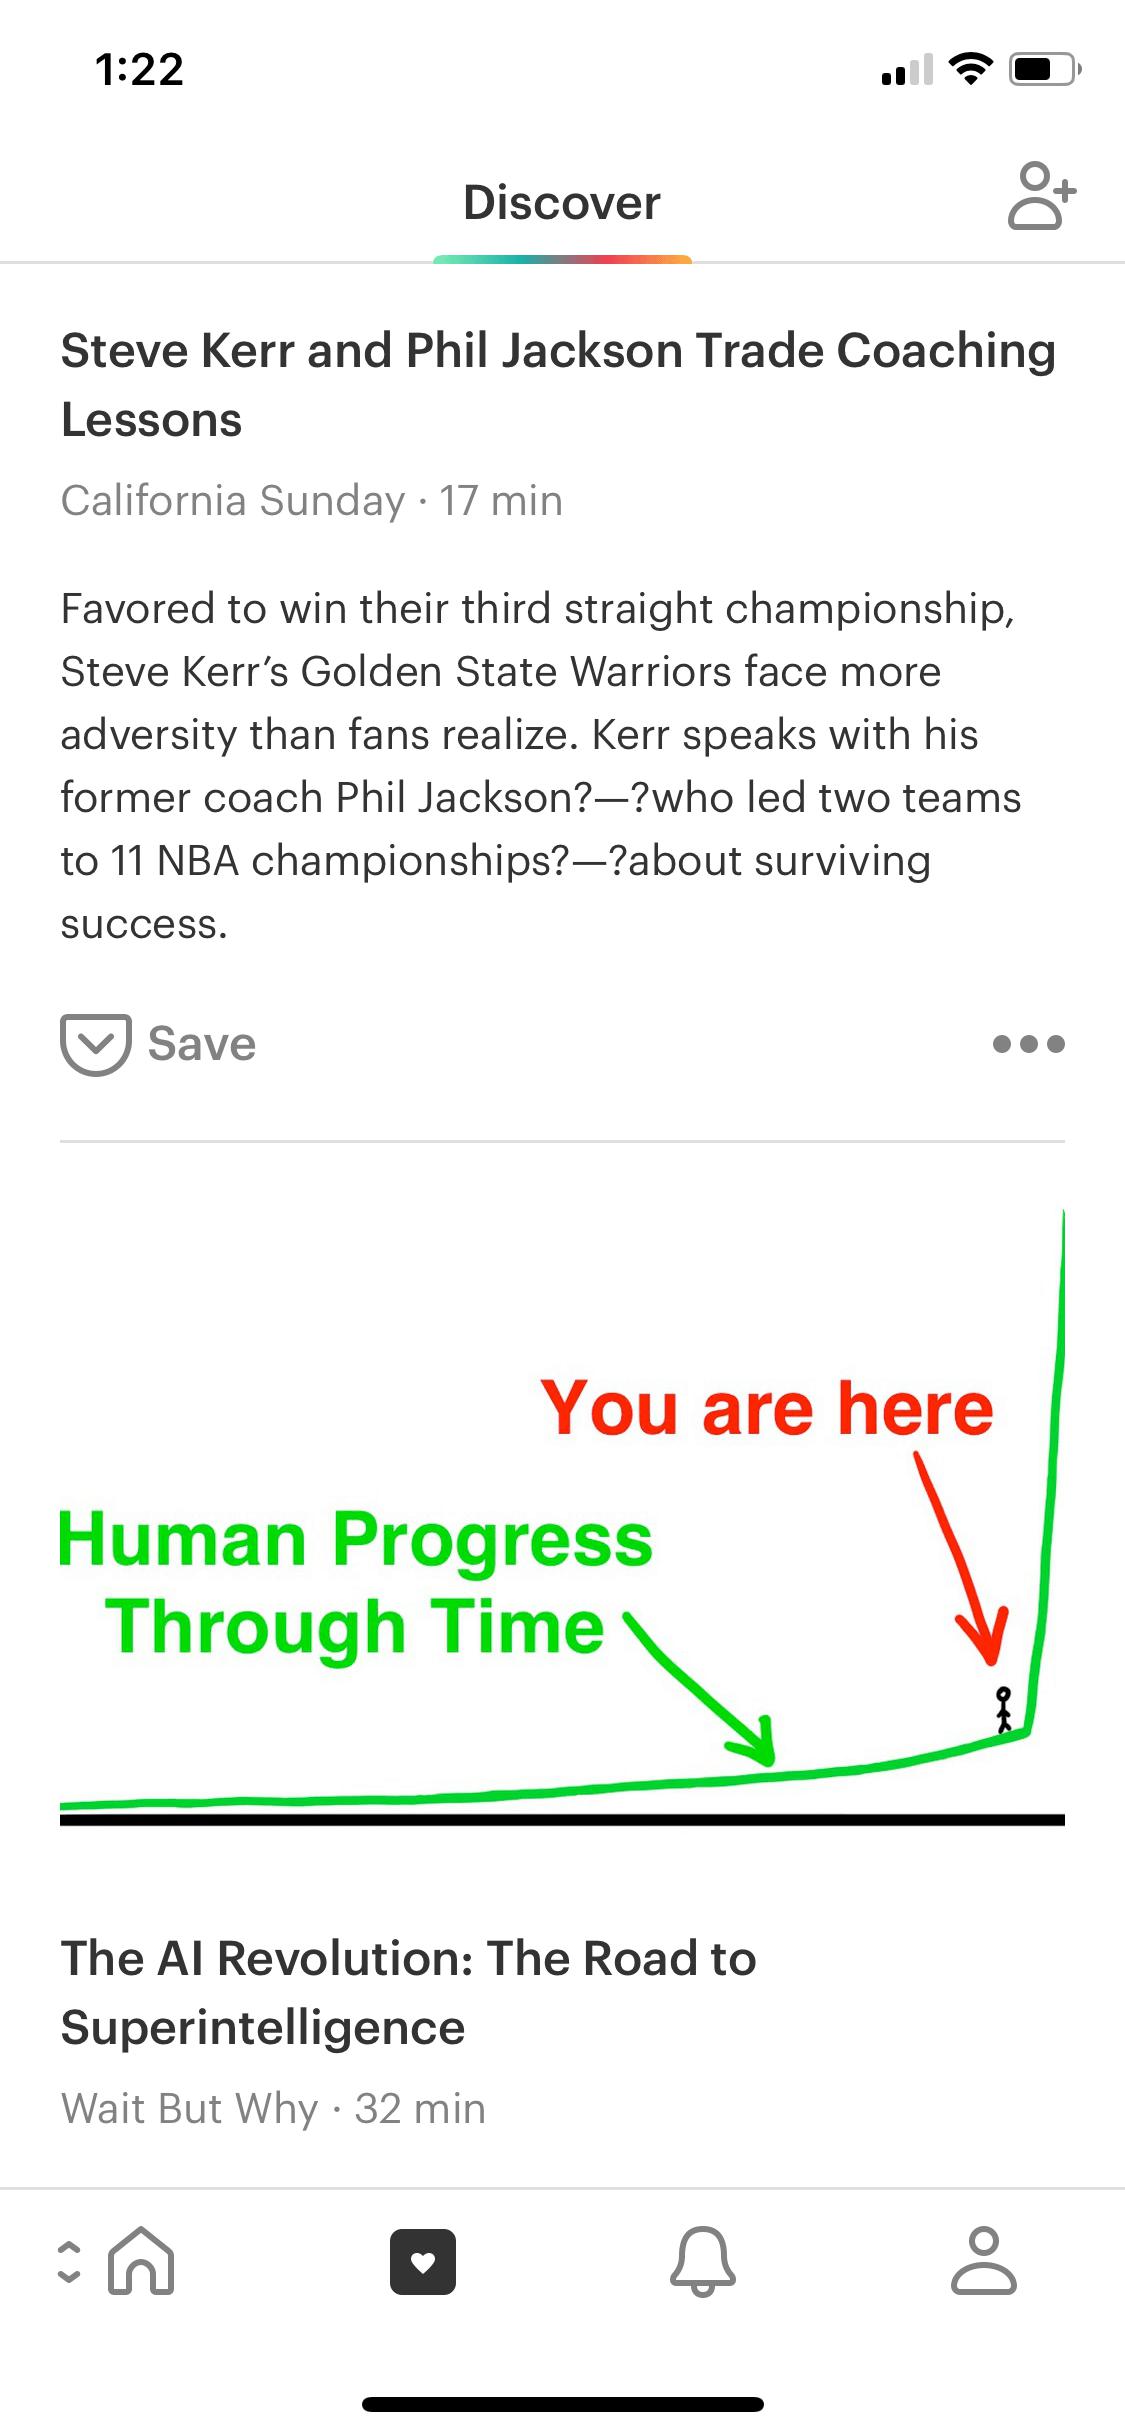 1:22
Discover
Steve Kerr and Phil Jackson Trade Coaching
Lessons
California Sunday · 17 min
Favored to win their third straight championship,
Steve Kerr’s Golden State Warriors face more
adversity than fans realize. Kerr speaks with his
former coach Phil Jackson?—?who led two teams
to 11 NBA championships?—?about surviving
success.
Save
You are here
Human Progress
Through Time
The AI Revolution: The Road to
Superintelligence
Wait But Why · 32 min